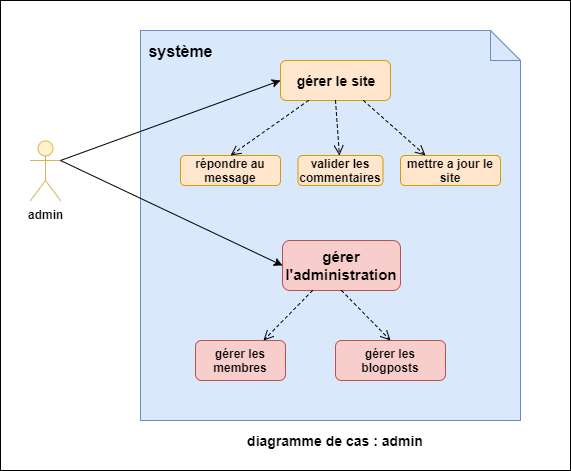 système
gérer le site
répondre au
message
valider les
commentaires
mettre a jour le
site
admin
gérer
l'administration
gérer les
membres
gérer les
blogposts
diagramme de cas : admin